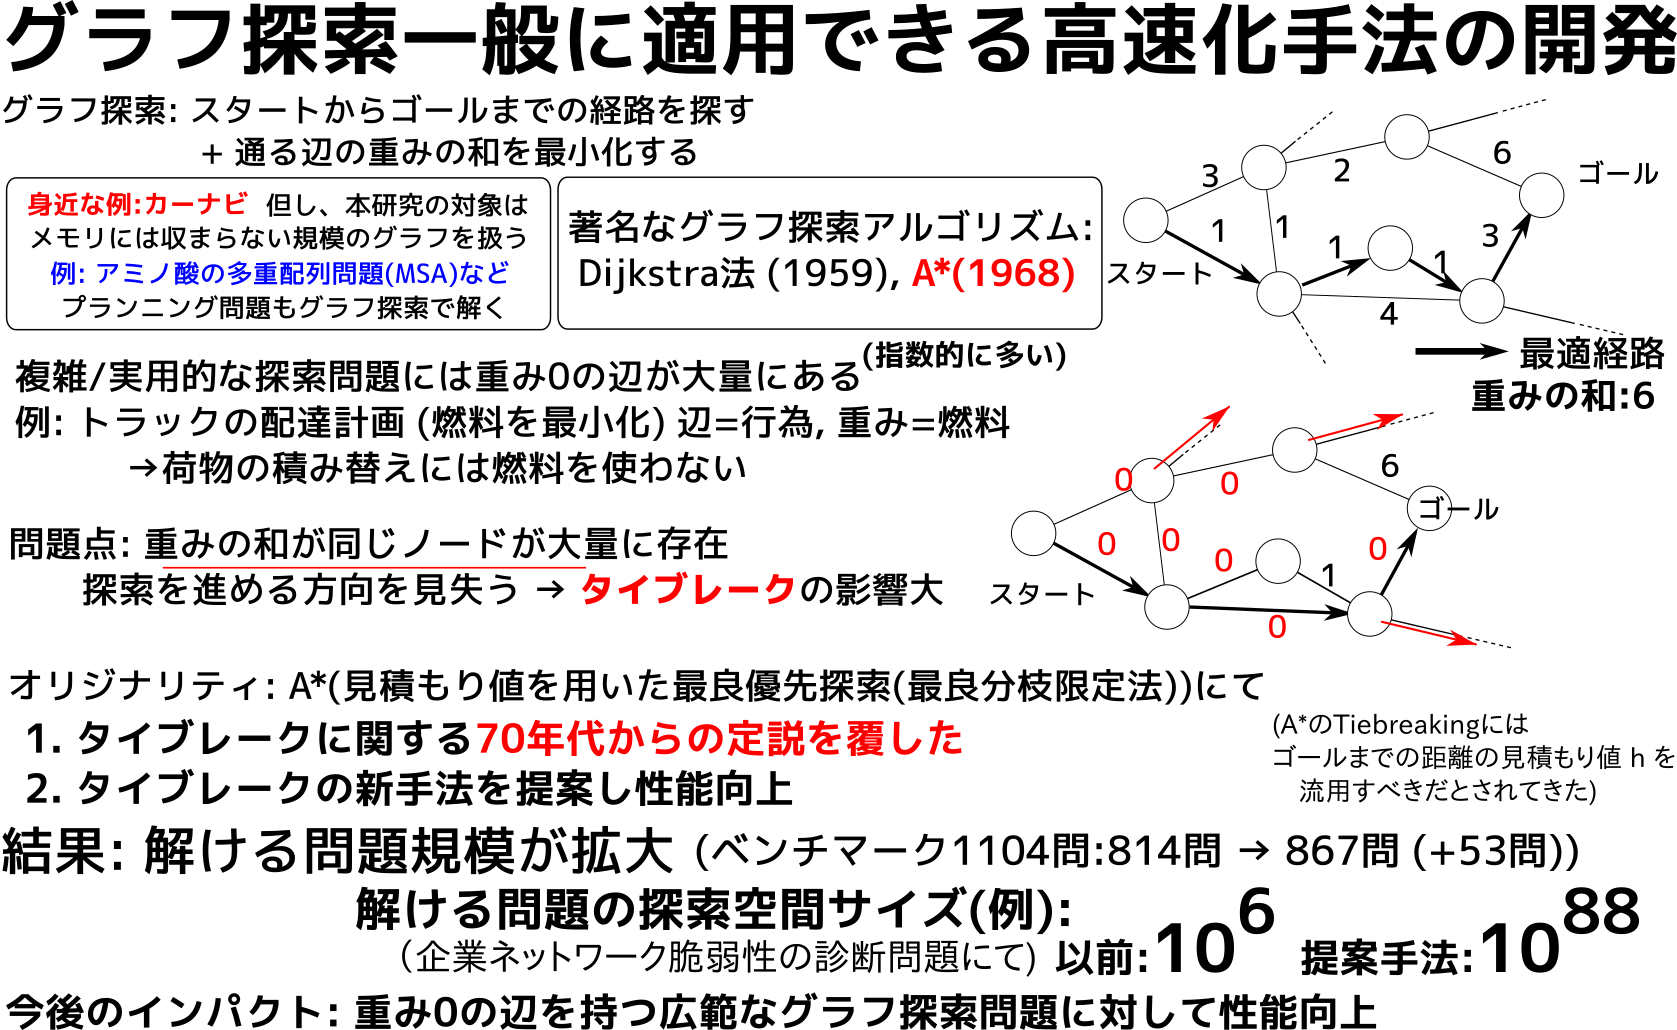 グラフ探索一般に適用できる高速化手法の開発
グラフ探索: スタートからゴールまでの経路を探す
+ 通る辺の重みの和を最小化する
身近な例:カーナビ 但し、本研究の対象は
メモリには収まらない規模のグラフを扱う
例: アミノ酸の多重配列問題(MSA)など
プランニング問題もグラフ探索で解く
著名なグラフ探索アルゴリズム:
Dijkstra法 (1959), A*(1968)
3
2
6
ゴール
1
1
1
1
3
スタート
4
最適経路
重みの和:6
複雑/実用的な探索問題には重み0の辺が大量にある(指数的に多い)
例: トラックの配達計画 (燃料を最小化) 辺=行為, 重み=燃料
→荷物の積み替えには燃料を使わない
0
0
6
ゴール
0
0
0
1
0
スタート
0
問題点: 重みの和が同じノードが大量に存在
探索を進める方向を見失う → タイブレークの影響大
オリジナリティ: A*(見積もり値を用いた最良優先探索(最良分枝限定法))にて
1. タイブレークに関する70年代からの定説を覆した
2. タイブレークの新手法を提案し性能向上
(A*のTiebreakingには
ゴールまでの距離の見積もり値 h を
流用すべきだとされてきた)
結果: 解ける問題規模が拡大 (ベンチマーク1104問:814問 → 867問 (+53問))
解ける問題の探索空間サイズ(例):
(企業ネットワーク脆弱性の診断問題にて) 以前:10^6 提案手法:10^88
今後のインパクト: 重み0の辺を持つ広範なグラフ探索問題に対して性能向上